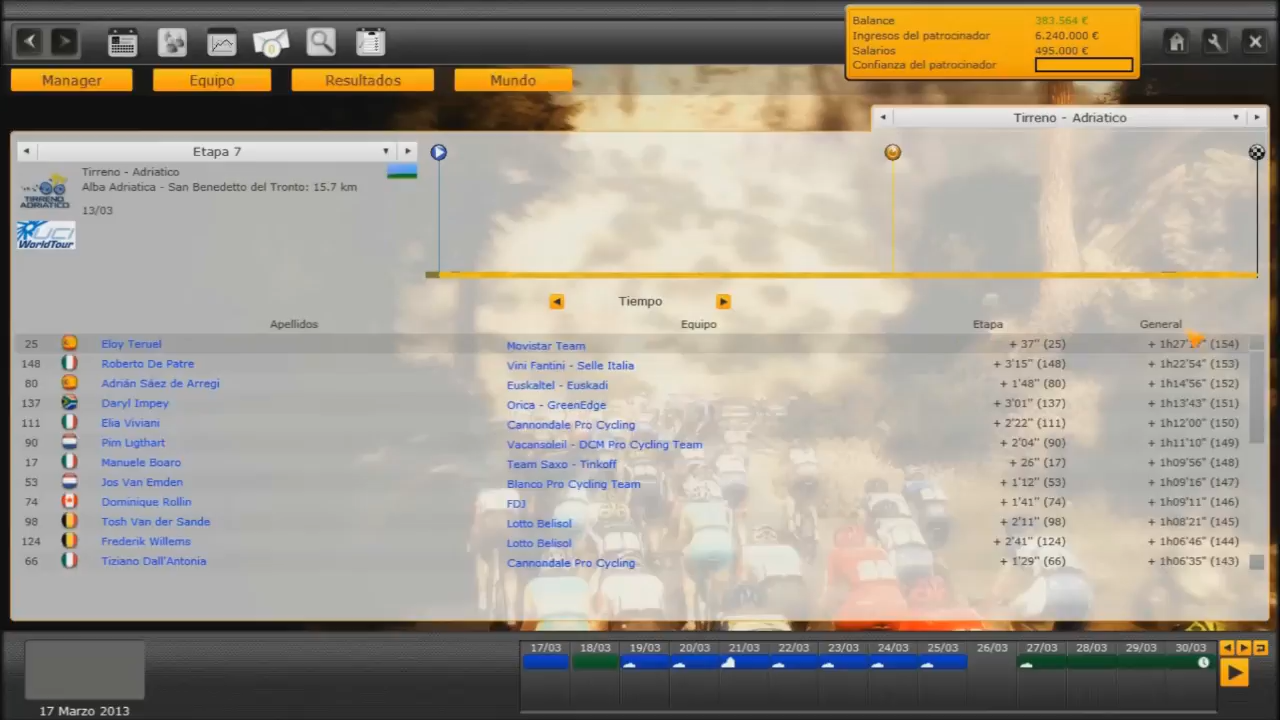 Balance 383.564 €
Ingresos del patrocinador 6.240.000 €
Salarios 495.000 €
Confianza del patrocinador
0
Manager Equipo Resultados Mundo
Tirreno - Adriatico
Etapa 7
Tirreno - Adriatico
Alba Adriatica - San Benedetto del Tronto: 15.7 km
13/03
TIRRENO
ADRIATICO
UCI
WorldTour
Tiempo
Apellidos Equipo Etapa General
25 Eloy Teruel Movistar Team + 37'' (25) (154)
148 Roberto De Patre Vini Fantini - Selle Italia + 3'15'' (148) + 1h22'54'' (153)
80 Adrián Sáez de Arregi Euskaltel - Euskadi + 1'48'' (80) + 1h14'56'' (152)
137 Daryl Impey Orica - GreenEdge + 3'01'' (137) + 1h13'43'' (151)
111 Elia Viviani Cannondale Pro Cycling + 2'22'' (111) + 1h12'00'' (150)
90 Pim Ligthart Vacansoleil - DCM Pro Cycling Team + 2'04'' (90) + 1h11'10'' (149)
17 Manuele Boaro Team Saxo - Tinkoff + 26'' (17) + 1h09'56'' (148)
53 Jos Van Emden Blanco Pro Cycling Team + 1'12'' (53) + 1h09'16'' (147)
74 Dominique Rollin FDJ + 1'41'' (74) + 1h09'11'' (146)
98 Tosh Van der Sande Lotto Belisol + 2'11'' (98) + 1h08'21'' (145)
124 Frederik Willems Lotto Belisol + 2'41'' (124) + 1h06'46'' (144)
66 Tiziano Dall'Antonia Cannondale Pro Cycling + 1'29'' (66) + 1h06'35'' (143)
17/03 18/03 19/03 20/03 21/03 22/03 23/03 24/03 25/03 26/03 27/03 28/03 29/03 30/03
17 Marzo 2013